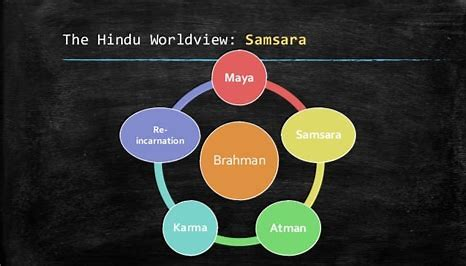 The Hindu Worldview: Samsara
Maya
Samsara
Atman
Karma
Re-
incarnation
Brahman